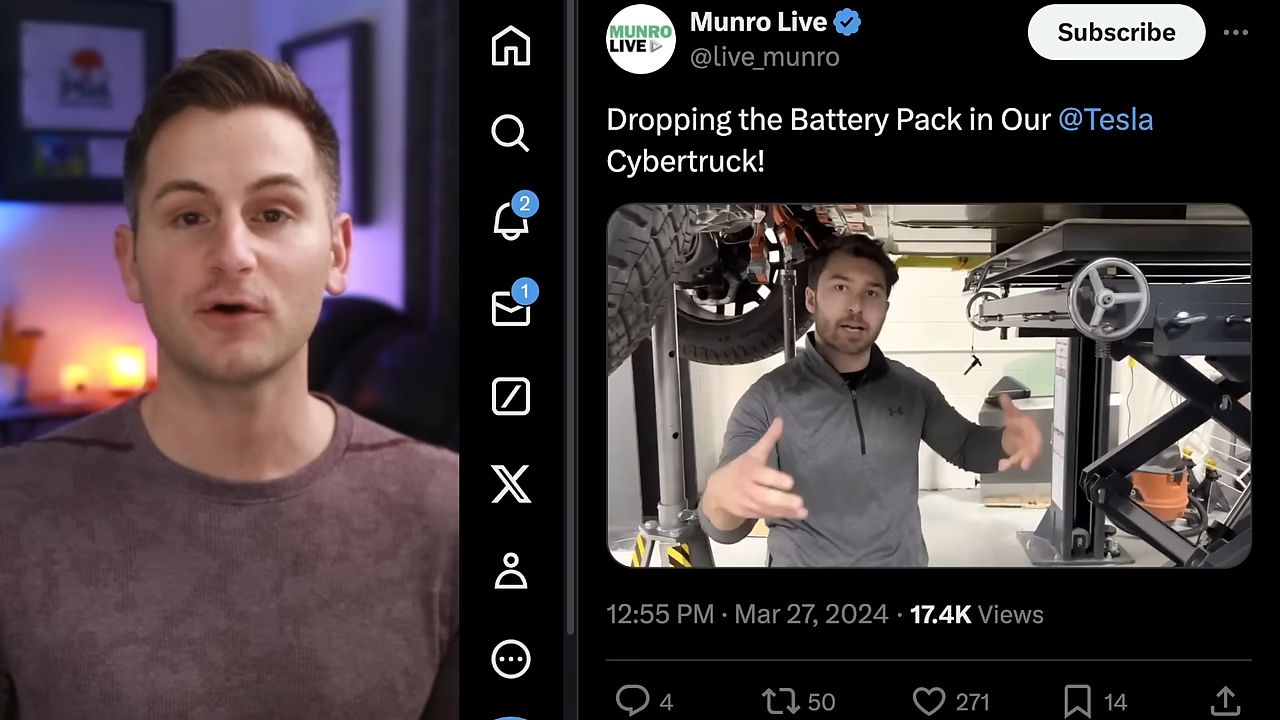 2
1
MUNRO
LIVE
Munro Live
@live_munro
Subscribe
Dropping the Battery Pack in Our @Tesla
Cybertruck!
12:55 PM · Mar 27, 2024 · 17.4K Views
4
50
271
14